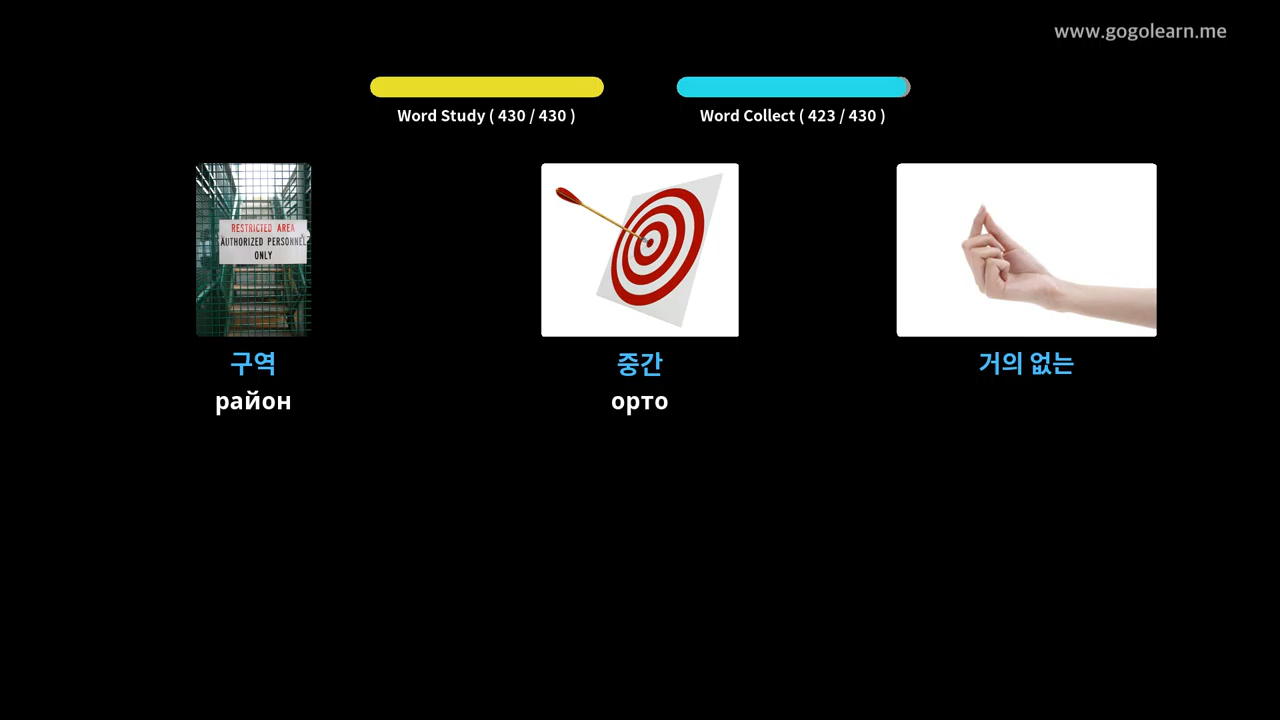 www.gogolearn.me
Word Study ( 430 / 430 )
Word Collect ( 423 / 430 )
RESTRICTED AREA
AUTHORIZED PERSONNEL
ONLY
구역
중간
거의 없는
район
орто